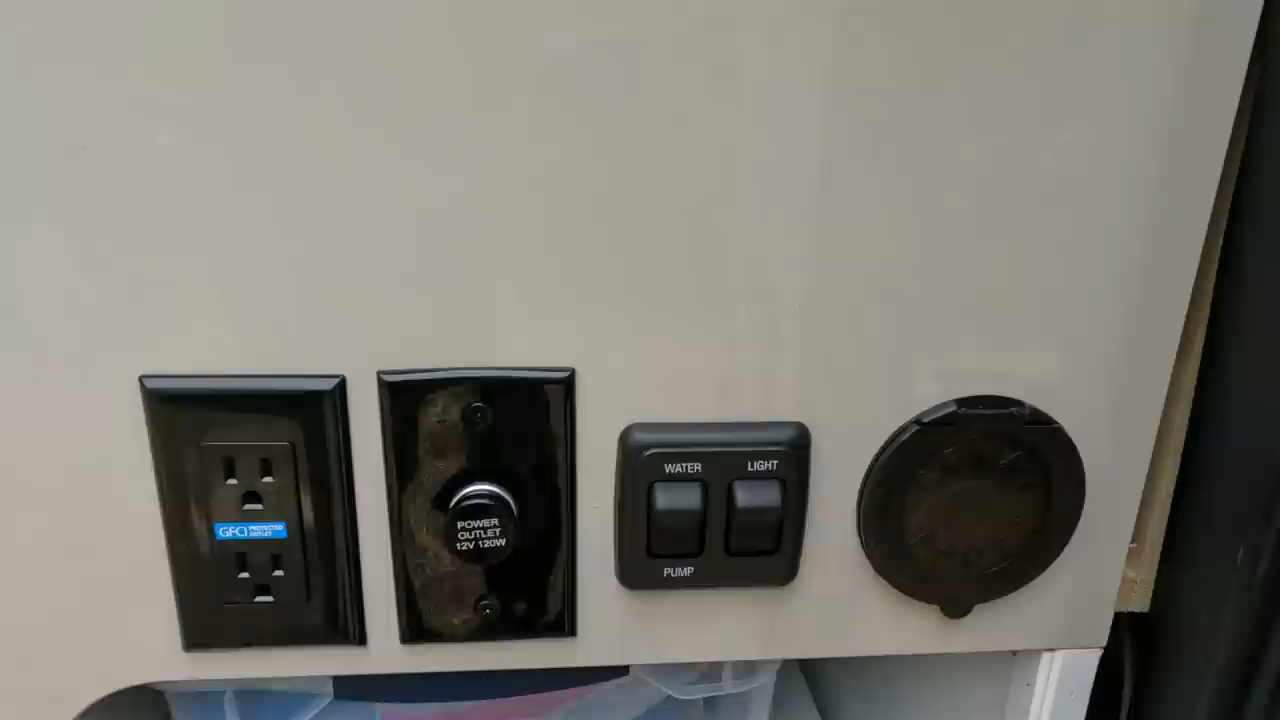 GFCI PROTECTED
OUTLET
POWER
OUTLET
12V 120W
WATER
PUMP
LIGHT